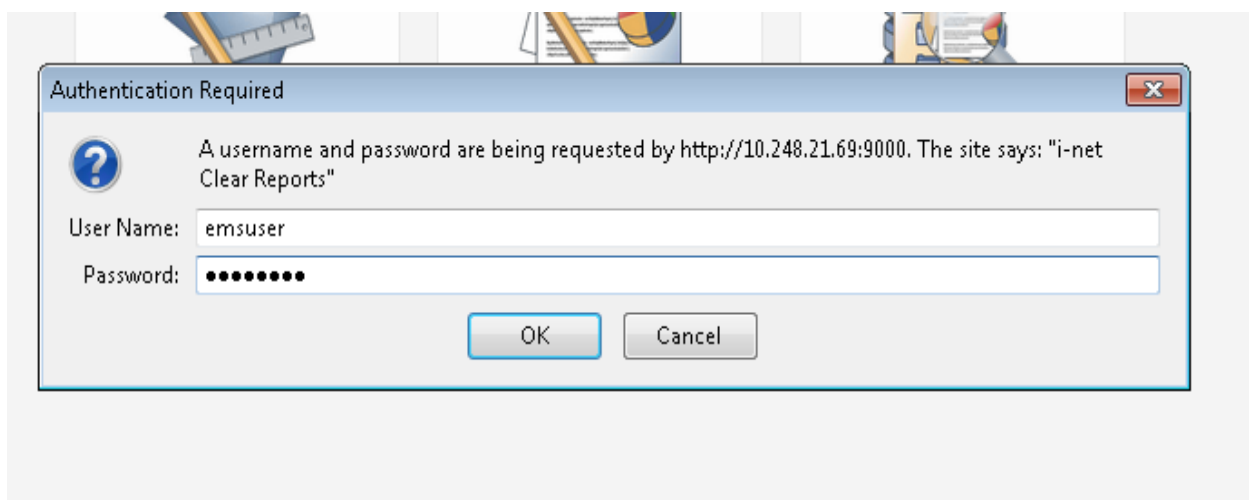 Authentication Required
A username and password are being requested by http://10.248.21.69:9000. The site says: "i-net
Clear Reports"
User Name: emsuser
Password: ●●●●●●●●
OK Cancel